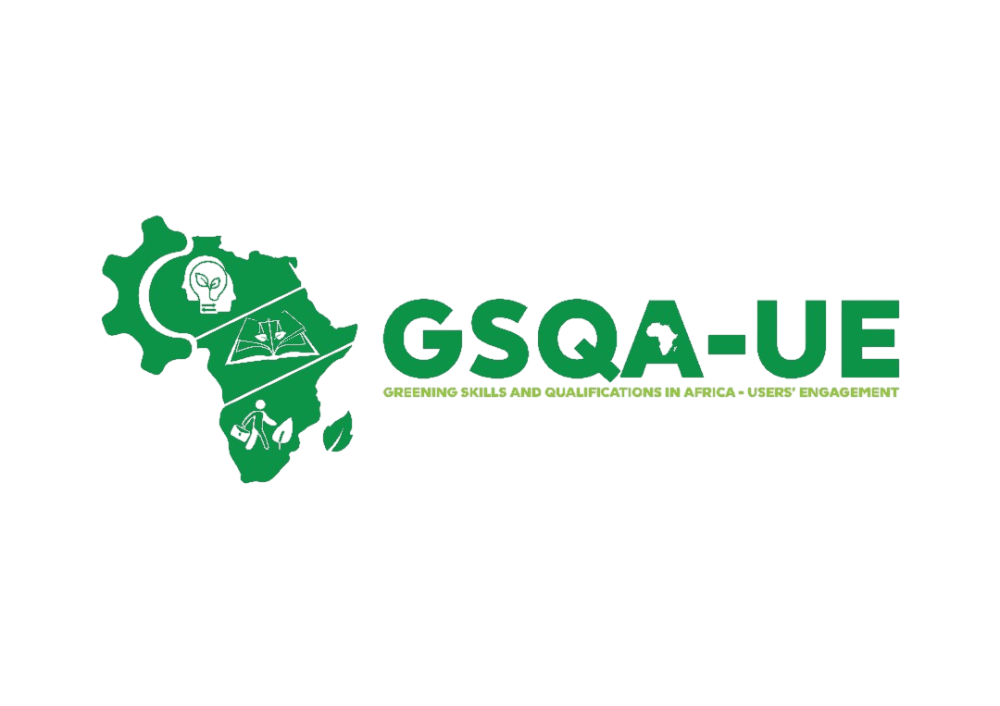 GSQA-UE
GREENING SKILLS AND QUALIFICATIONS IN AFRICA - USERS' ENGAGEMENT